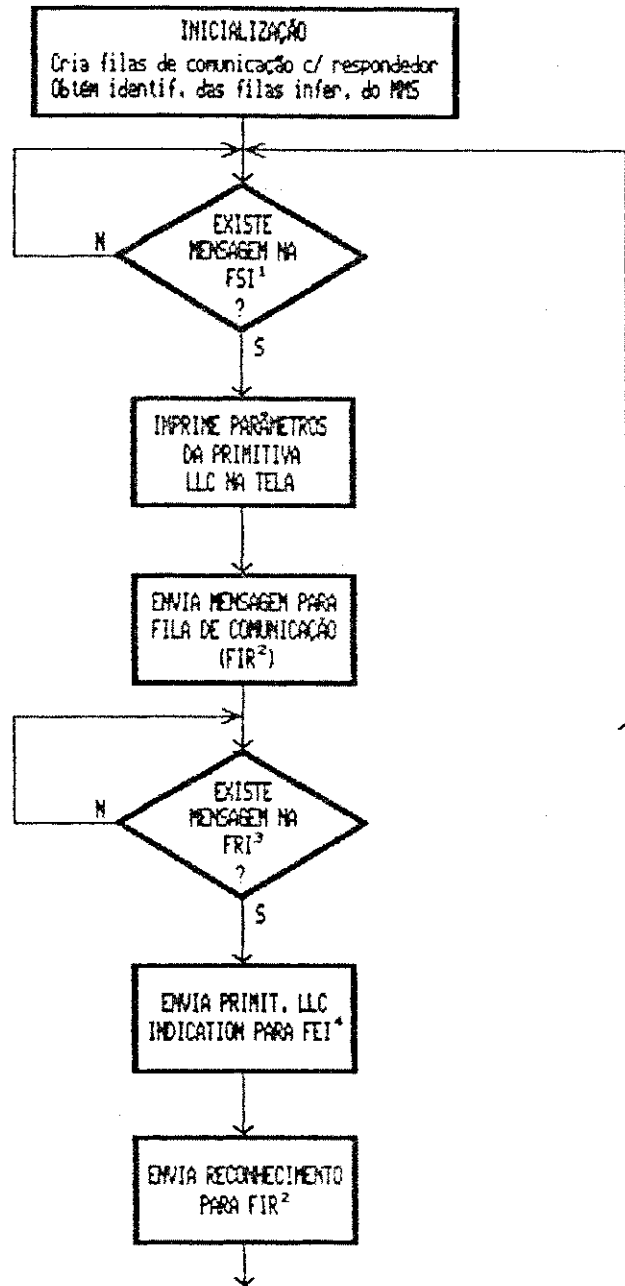 INICIALIZAÇÃO
Cria filas de comunicação c/ respondedor
Obtém identif. das filas infer. do MMS
EXISTE
MENSAGEM NA
FSI¹
?
N
S
IMPRIME PARÂMETROS
DA PRIMITIVA
LLC NA TELA
ENVIA MENSAGEM PARA
FILA DE COMUNICAÇÃO
(FIR²)
EXISTE
MENSAGEM NA
FRI³
?
N
S
ENVIA PRIMIT. LLC
INDICATION PARA FEI⁴
ENVIA RECONHECIMENTO
PARA FIR²